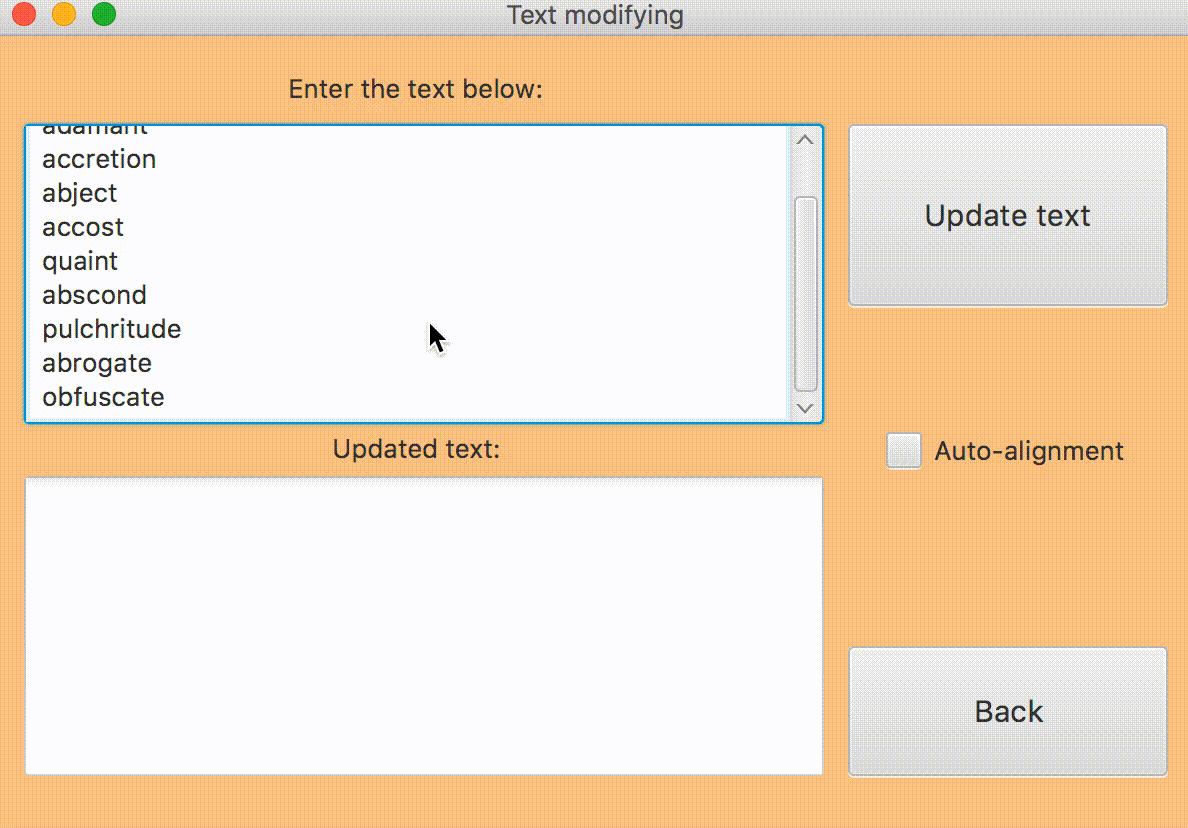 Text modifying
Enter the text below:
adamant
accretion
abject
accost
quaint
abscond
pulchritude
abrogate
obfuscate
Update text
Updated text:
Auto-alignment
Back